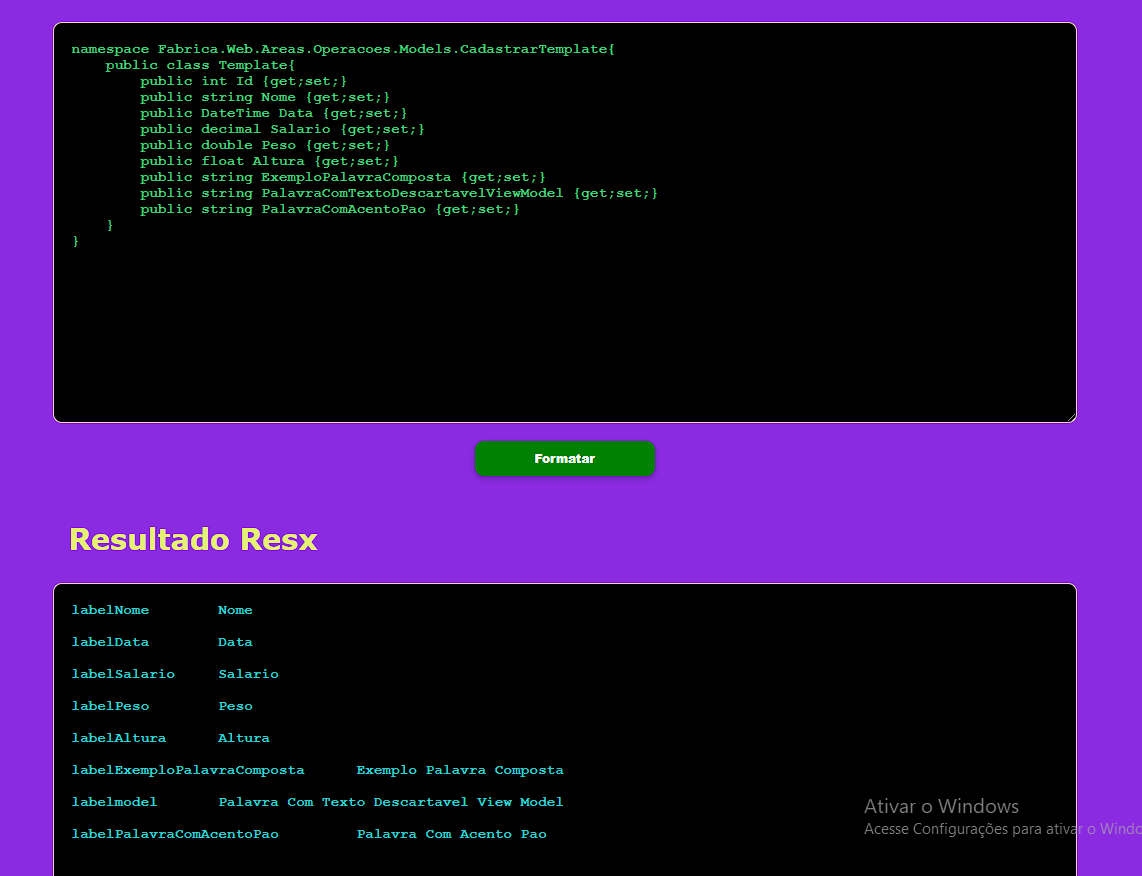 namespace Fabrica.Web.Areas.Operacoes.Models.CadastrarTemplate{
    public class Template{
        public int Id {get;set;}
        public string Nome {get;set;}
        public DateTime Data {get;set;}
        public decimal Salario {get;set;}
        public double Peso {get;set;}
        public float Altura {get;set;}
        public string ExemploPalavraComposta {get;set;}
        public string PalavraComTextoDescartavelViewModel {get;set;}
        public string PalavraComAcentoPao {get;set;}
    }
}
Formatar
Resultado Resx
labelNome        Nome
labelData        Data
labelSalario     Salario
labelPeso        Peso
labelAltura      Altura
labelExemploPalavraComposta      Exemplo Palavra Composta
labelmodel       Palavra Com Texto Descartavel View Model
labelPalavraComAcentoPao         Palavra Com Acento Pao
Ativar o Windows
Acesse Configurações para ativar o